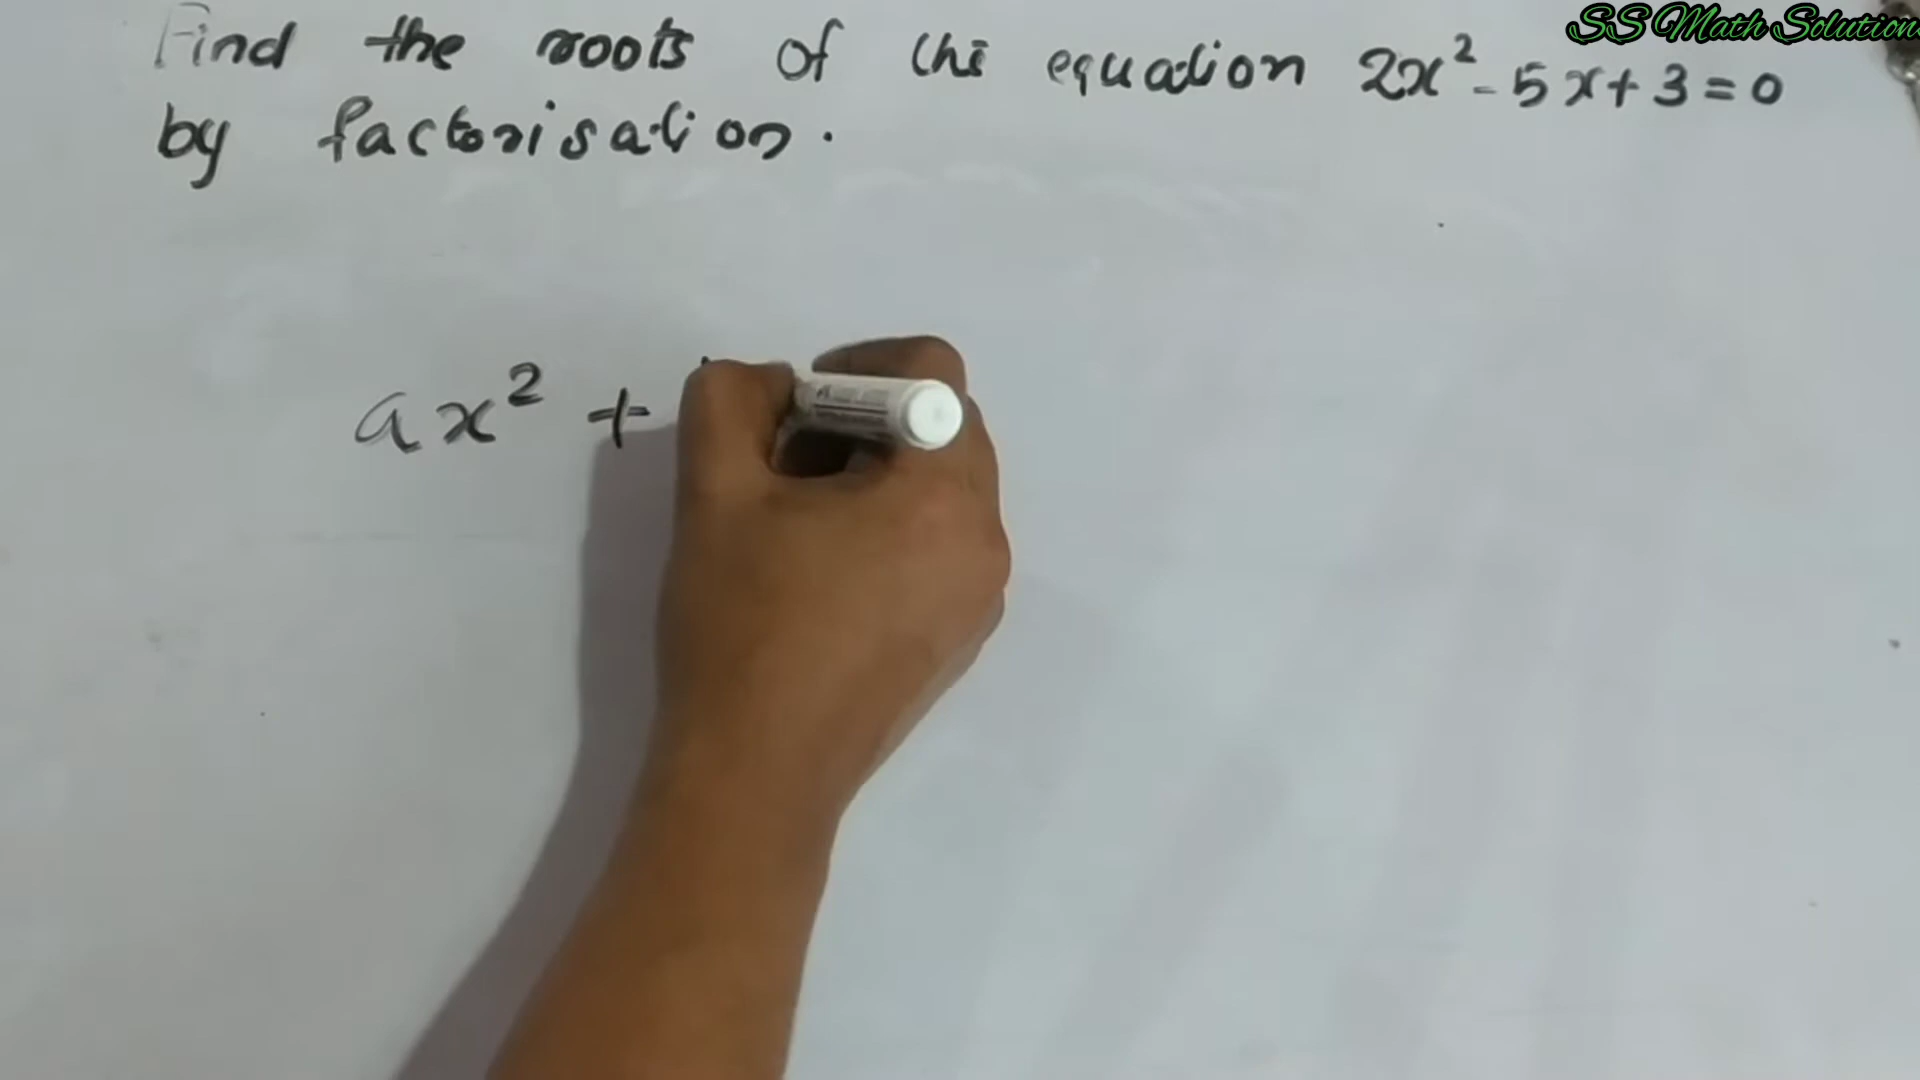 SS Math Solution
Find the roots of the equation 2x² - 5x + 3 = 0
by factorisation.
ax² +